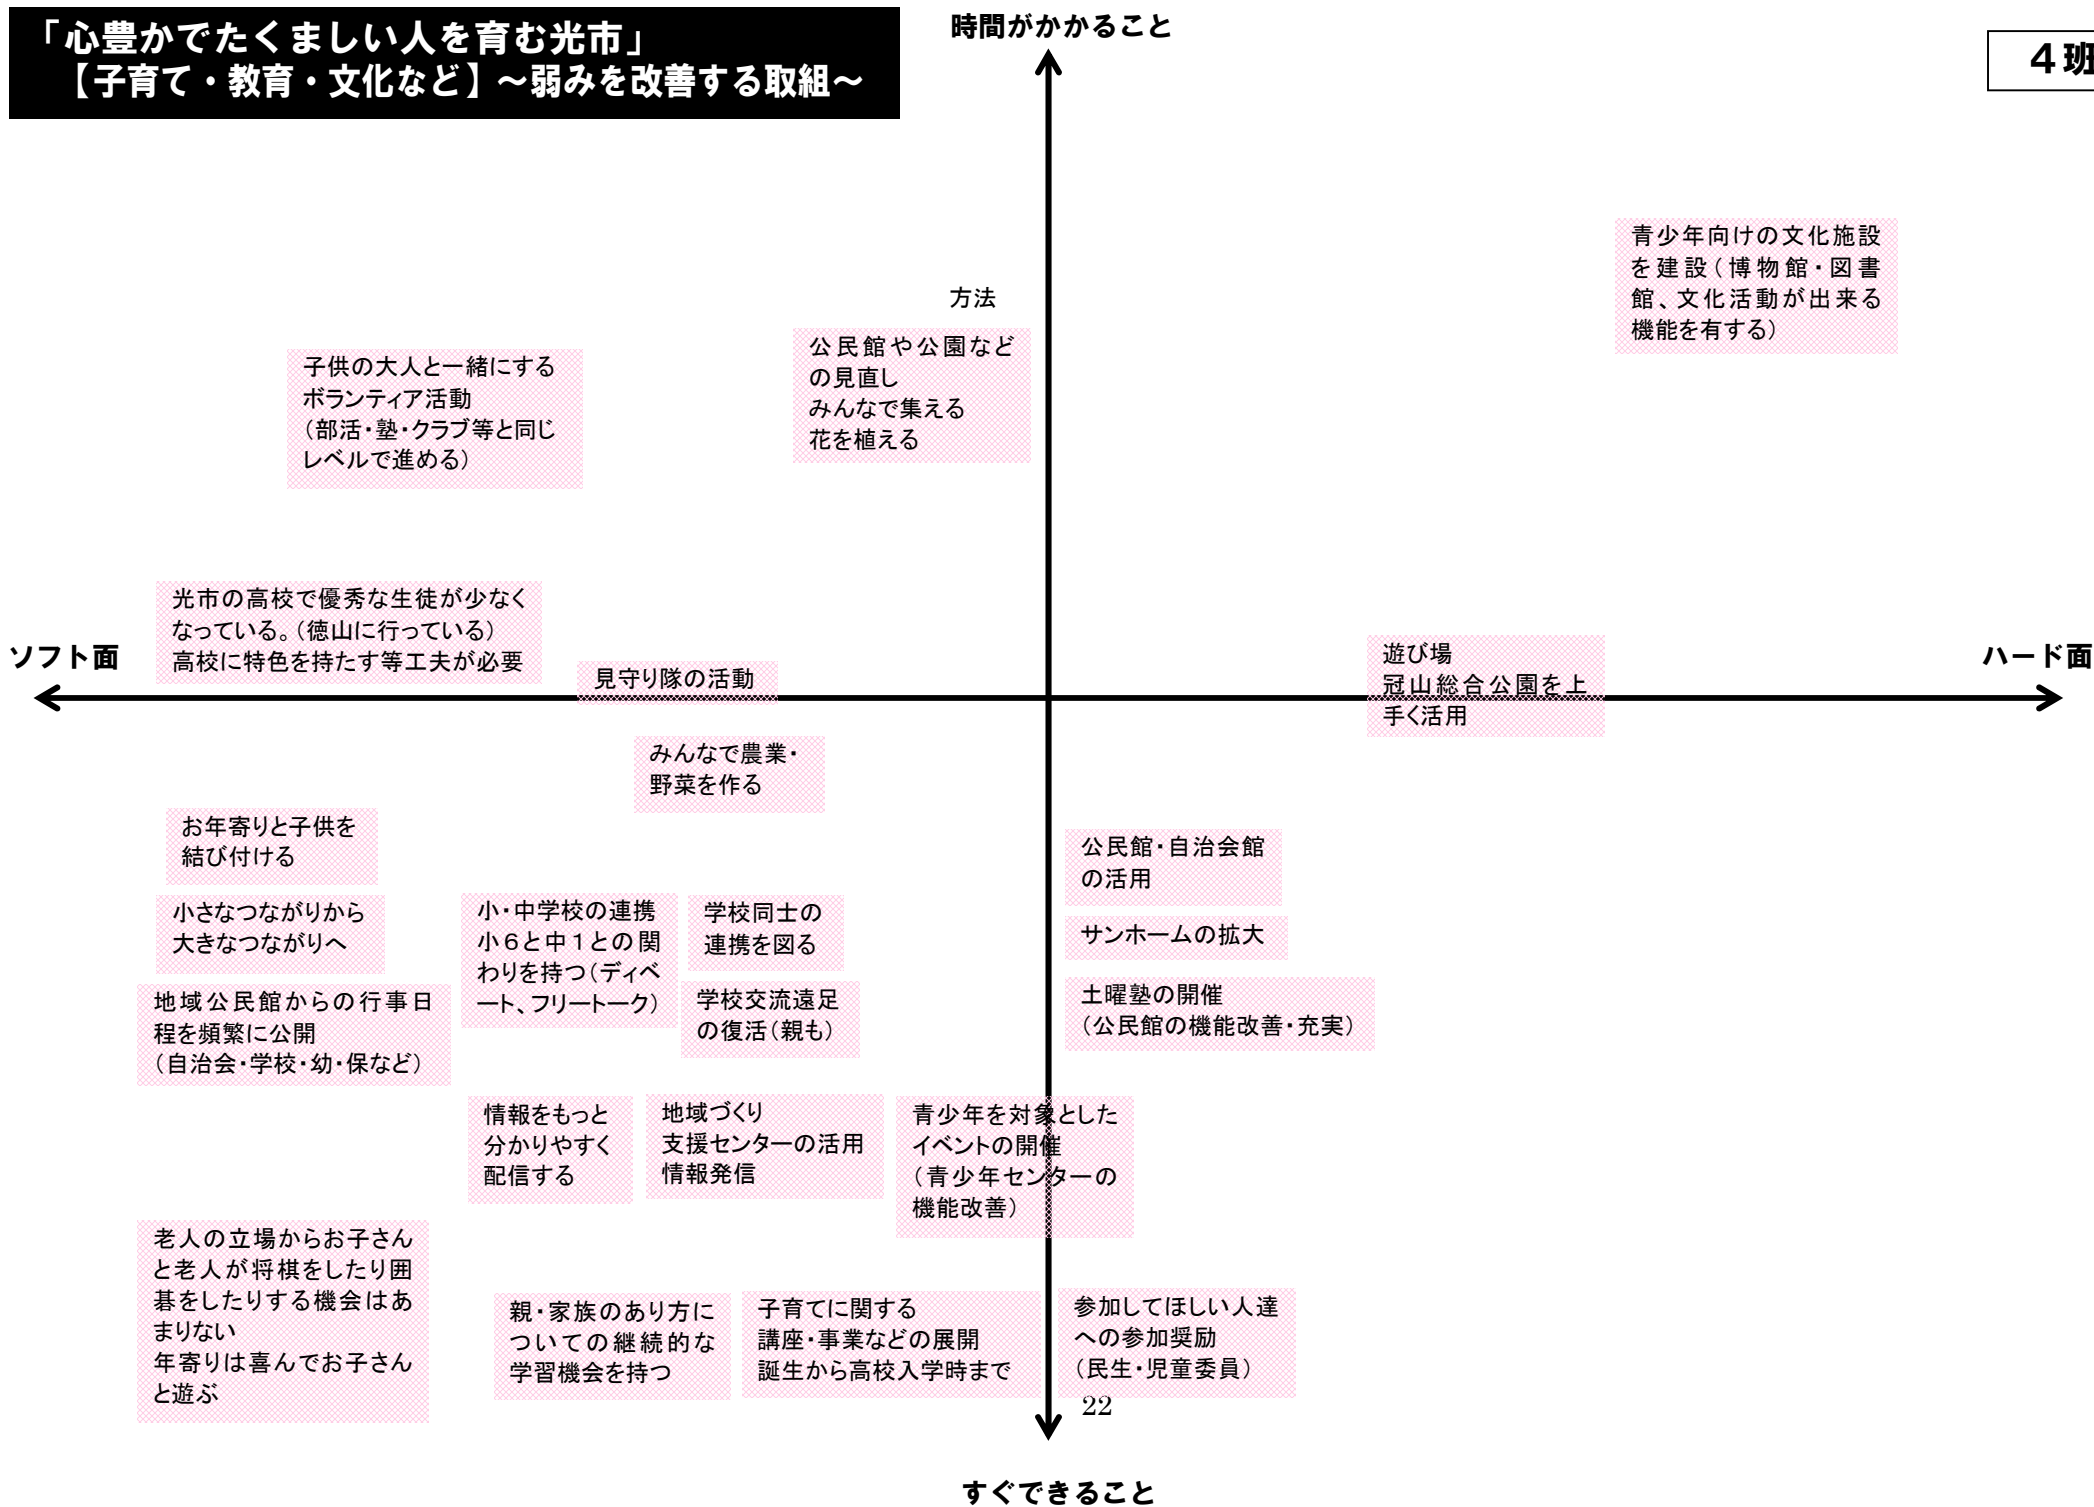 「心豊かでたくましい人を育む光市」
【子育て・教育・文化など】～弱みを改善する取組～
時間がかかること
４班
青少年向けの文化施設
を建設（博物館・図書
館、文化活動が出来る
機能を有する）
方法
公民館や公園など
の見直し
みんなで集える
花を植える
子供の大人と一緒にする
ボランティア活動
（部活・塾・クラブ等と同じ
レベルで進める）
光市の高校で優秀な生徒が少なく
なっている。（徳山に行っている）
高校に特色を持たす等工夫が必要
ソフト面
見守り隊の活動
遊び場
冠山総合公園を上
手く活用
ハード面
みんなで農業・
野菜を作る
お年寄りと子供を
結び付ける
公民館・自治会館
の活用
小さなつながりから
大きなつながりへ
小・中学校の連携
小６と中１との関
わりを持つ（ディベ
ート、フリートーク）
学校同士の
連携を図る
サンホームの拡大
地域公民館からの行事日
程を頻繁に公開
（自治会・学校・幼・保など）
学校交流遠足
の復活（親も）
土曜塾の開催
（公民館の機能改善・充実）
情報をもっと
分かりやすく
配信する
地域づくり
支援センターの活用
情報発信
青少年を対象とした
イベントの開催
（青少年センターの
機能改善）
老人の立場からお子さん
と老人が将棋をしたり囲
碁をしたりする機会はあ
まりない
年寄りは喜んでお子さん
と遊ぶ
親・家族のあり方に
ついての継続的な
学習機会を持つ
子育てに関する
講座・事業などの展開
誕生から高校入学時まで
参加してほしい人達
への参加奨励
（民生・児童委員）
22
すぐできること